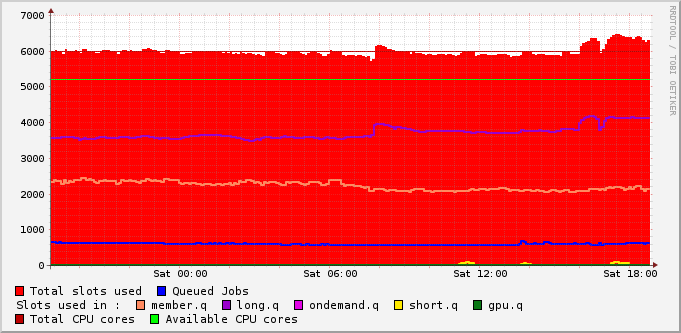 7000
6000
5000
4000
3000
2000
1000
0
Sat 00:00 Sat 06:00 Sat 12:00 Sat 18:00
Total slots used Queued Jobs
Slots used in : member.q long.q ondemand.q short.q gpu.q
Total CPU cores Available CPU cores
RRDTOOL / TOBI OETIKER